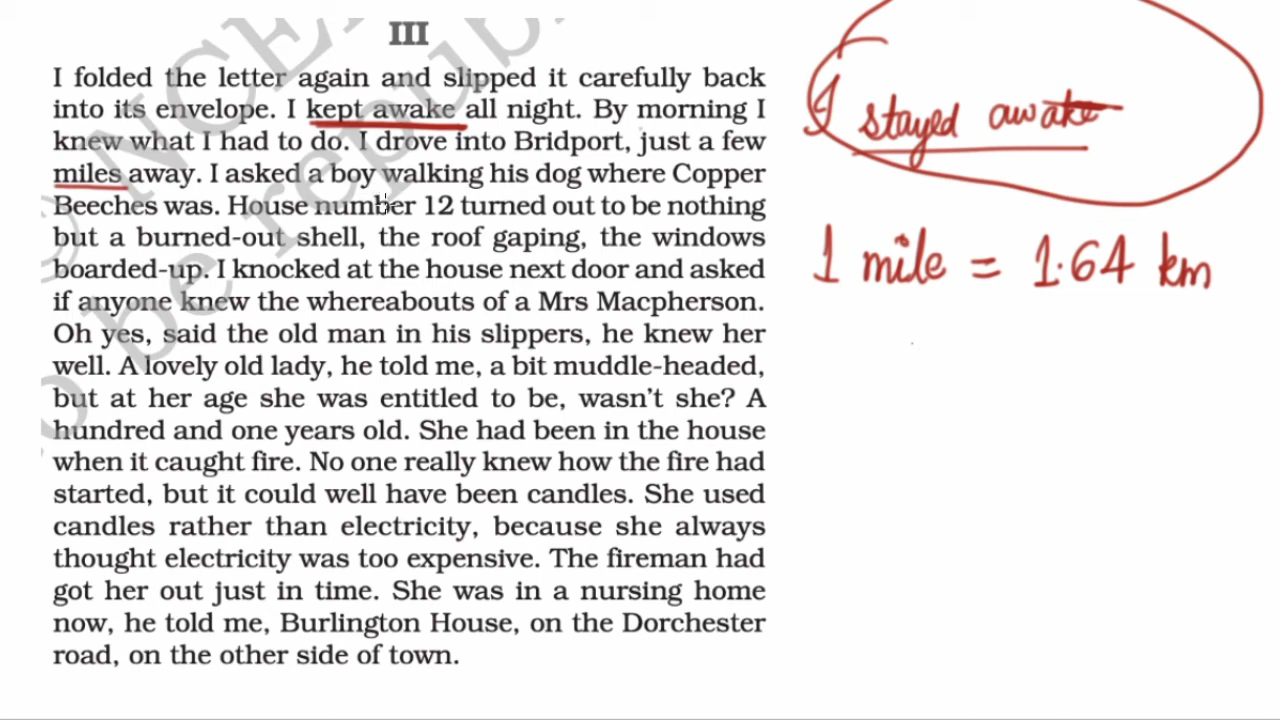 III
I folded the letter again and slipped it carefully back
into its envelope. I kept awake all night. By morning I
knew what I had to do. I drove into Bridport, just a few
miles away. I asked a boy walking his dog where Copper
Beeches was. House number 12 turned out to be nothing
but a burned-out shell, the roof gaping, the windows
boarded-up. I knocked at the house next door and asked
if anyone knew the whereabouts of a Mrs Macpherson.
Oh yes, said the old man in his slippers, he knew her
well. A lovely old lady, he told me, a bit muddle-headed,
but at her age she was entitled to be, wasn't she? A
hundred and one years old. She had been in the house
when it caught fire. No one really knew how the fire had
started, but it could well have been candles. She used
candles rather than electricity, because she always
thought electricity was too expensive. The fireman had
got her out just in time. She was in a nursing home
now, he told me, Burlington House, on the Dorchester
road, on the other side of town.
I stayed awake
1 mile = 1.64 km